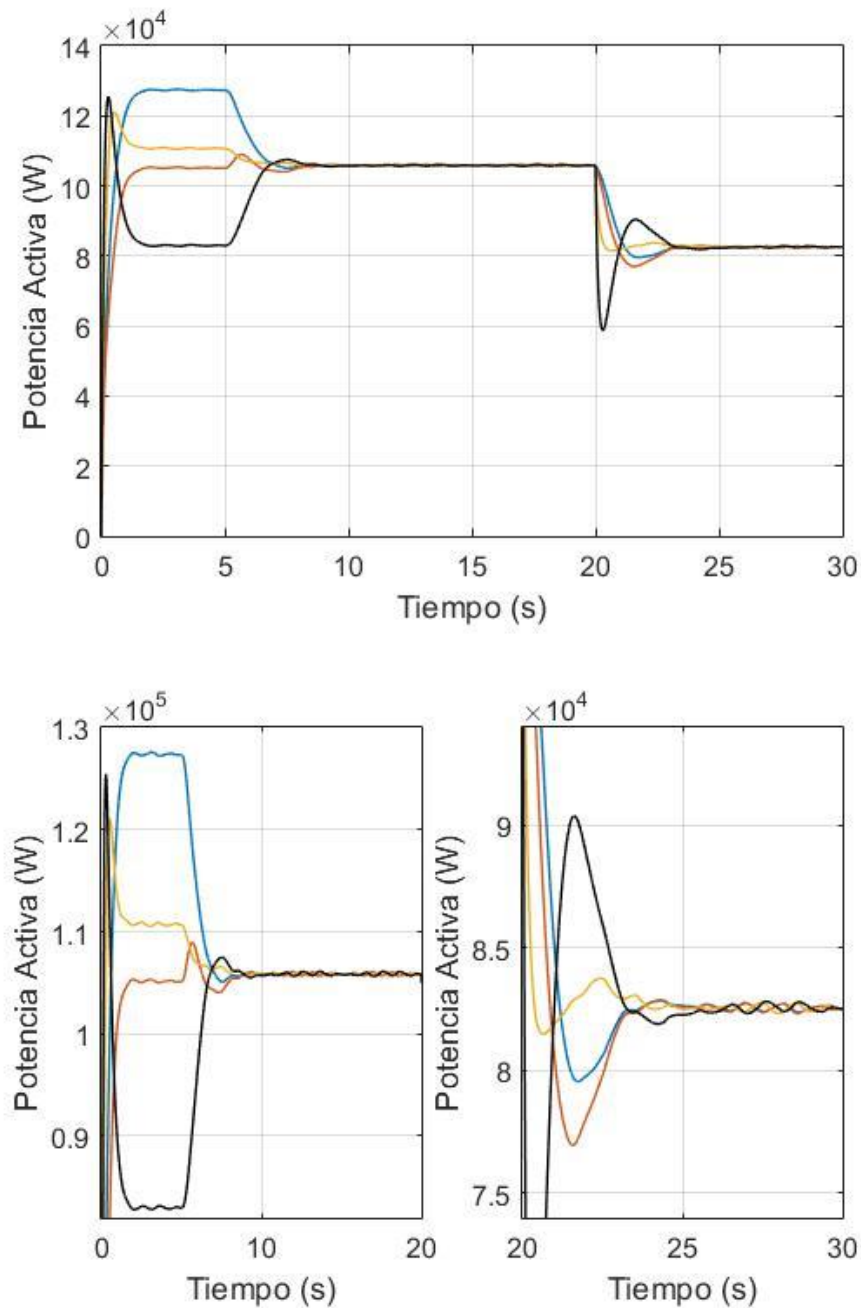 ×10^4
14
12
10
8
6
4
2
0
Potencia Activa (W)
0 5 10 15 20 25 30
Tiempo (s)
×10^5
1.3
1.2
1.1
1
0.9
Potencia Activa (W)
0 10 20
Tiempo (s)
×10^4
9
8.5
8
7.5
Potencia Activa (W)
20 25 30
Tiempo (s)